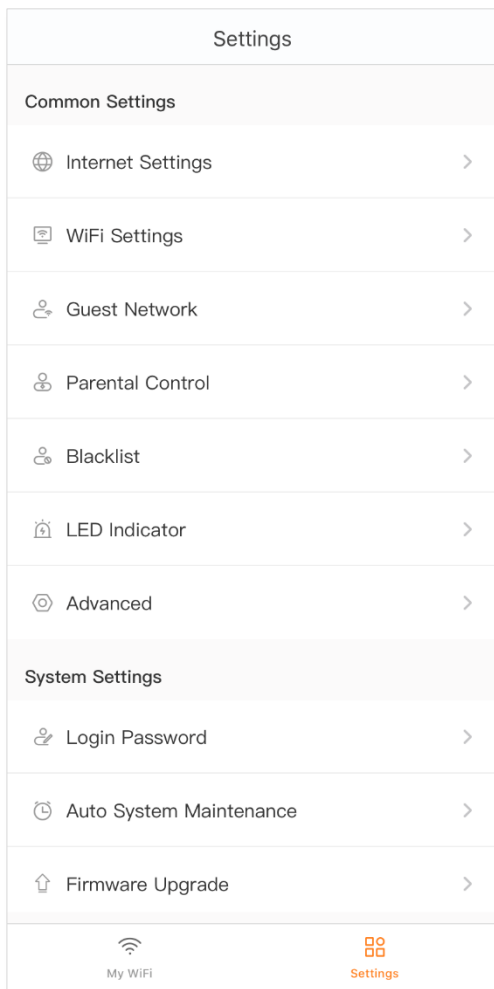 Settings
Common Settings
Internet Settings
WiFi Settings
Guest Network
Parental Control
Blacklist
LED Indicator
Advanced
System Settings
Login Password
Auto System Maintenance
Firmware Upgrade
My WiFi
Settings